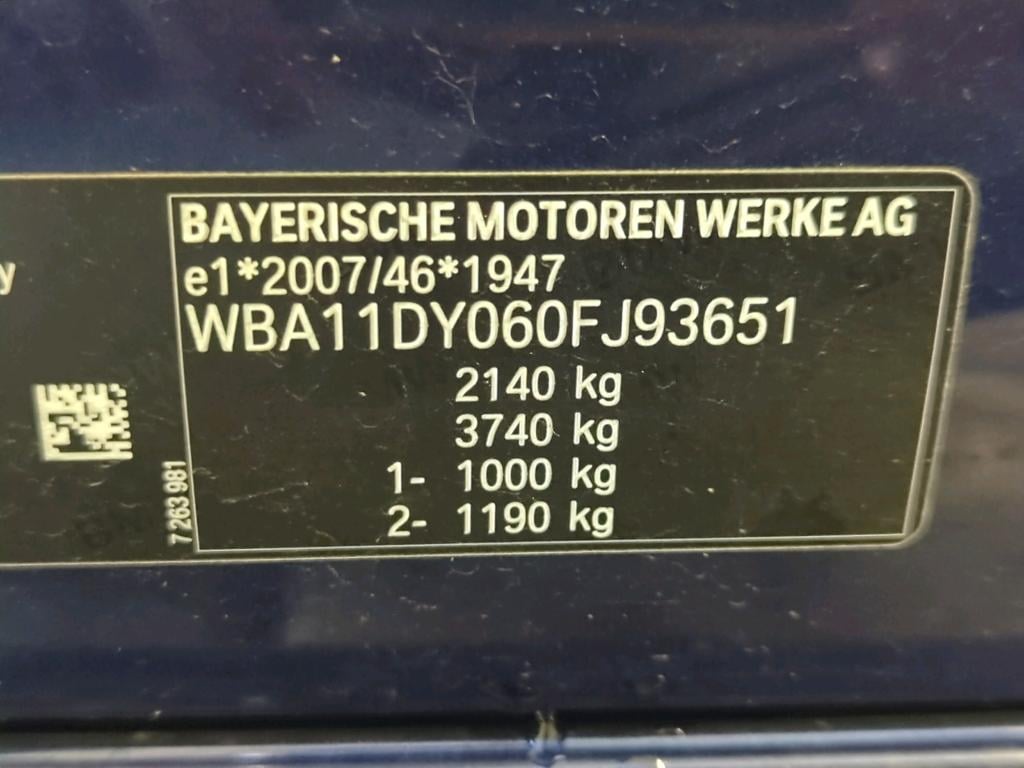 BAYERISCHE MOTOREN WERKE AG
e1*2007/46*1947
WBA11DY060FJ93651
2140 kg
3740 kg
1- 1000 kg
2- 1190 kg
7 263 981
y